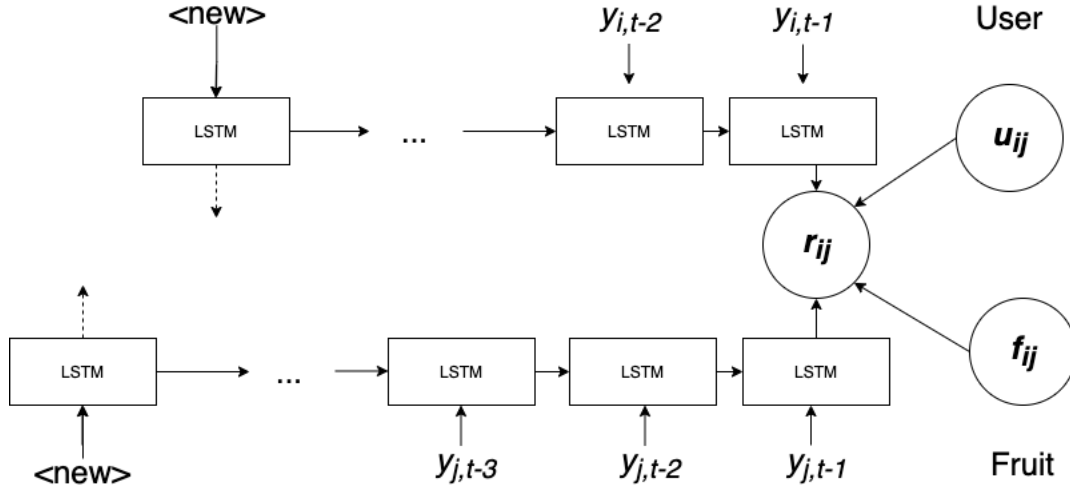 <new> y_{i,t-2} y_{i,t-1} User
LSTM ... LSTM LSTM
u_{ij}
r_{ij}
f_{ij}
LSTM ... LSTM LSTM LSTM
<new> y_{j,t-3} y_{j,t-2} y_{j,t-1} Fruit